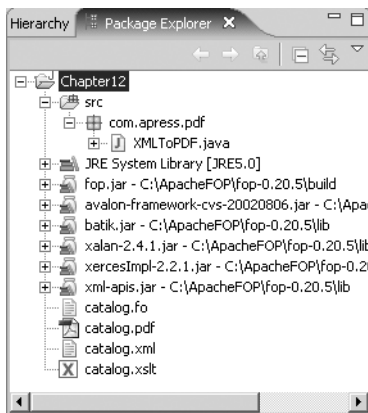 Hierarchy Package Explorer
Chapter12
src
com.apress.pdf
XMLToPDF.java
JRE System Library [JRE5.0]
fop.jar - C:\ApacheFOP\fop-0.20.5\build
avalon-framework-cvs-20020806.jar - C:\Apa
batik.jar - C:\ApacheFOP\fop-0.20.5\lib
xalan-2.4.1.jar - C:\ApacheFOP\fop-0.20.5\lib
xercesImpl-2.2.1.jar - C:\ApacheFOP\fop-0.2
xml-apis.jar - C:\ApacheFOP\fop-0.20.5\lib
catalog.fo
catalog.pdf
catalog.xml
catalog.xslt